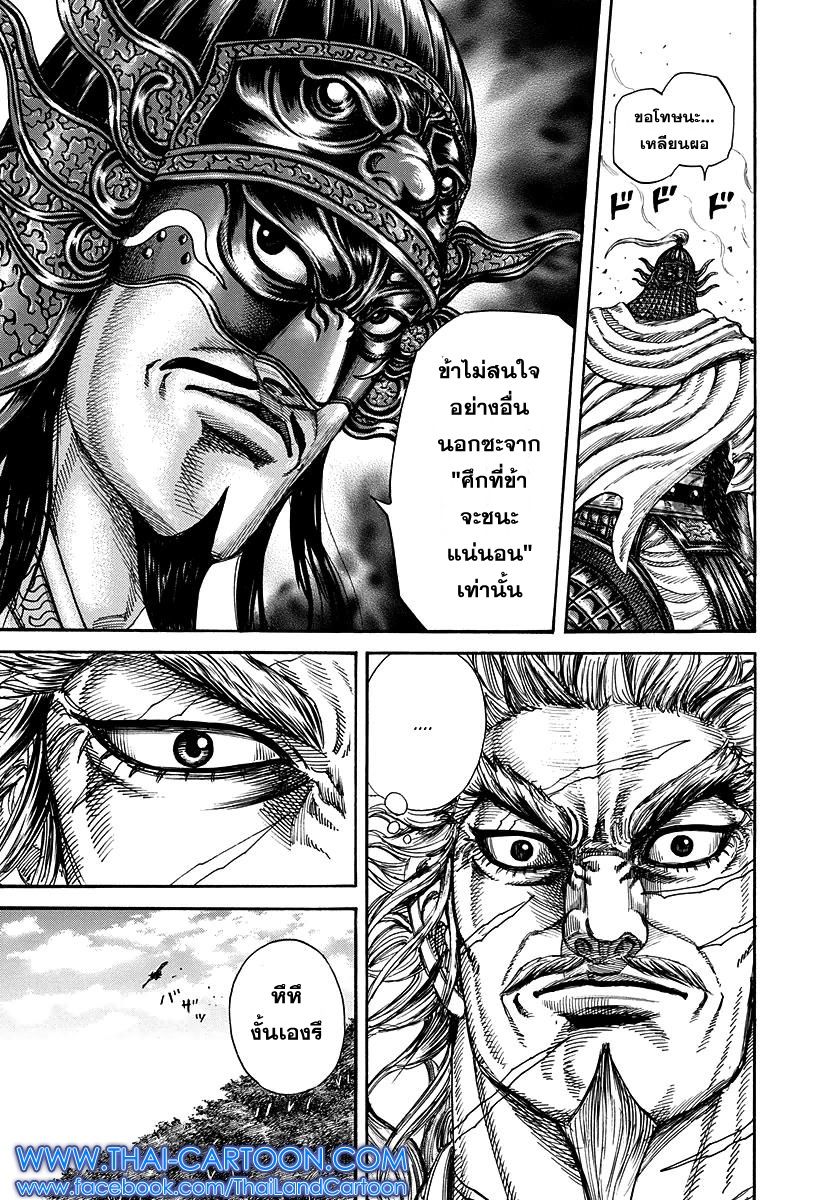 ขอโทษนะ...
เหลียนผอ
ドドド
ข้าไม่สนใจ
อย่างอื่น
นอกซะจาก
"ศึกที่ข้า
จะชนะ
แน่นอน"
เท่านั้น
....
หึหึ
งั้นเองรึ
バサッ
WWW.THAI-CARTOON.COM
www.facebook.com/ThaiLandCartoon